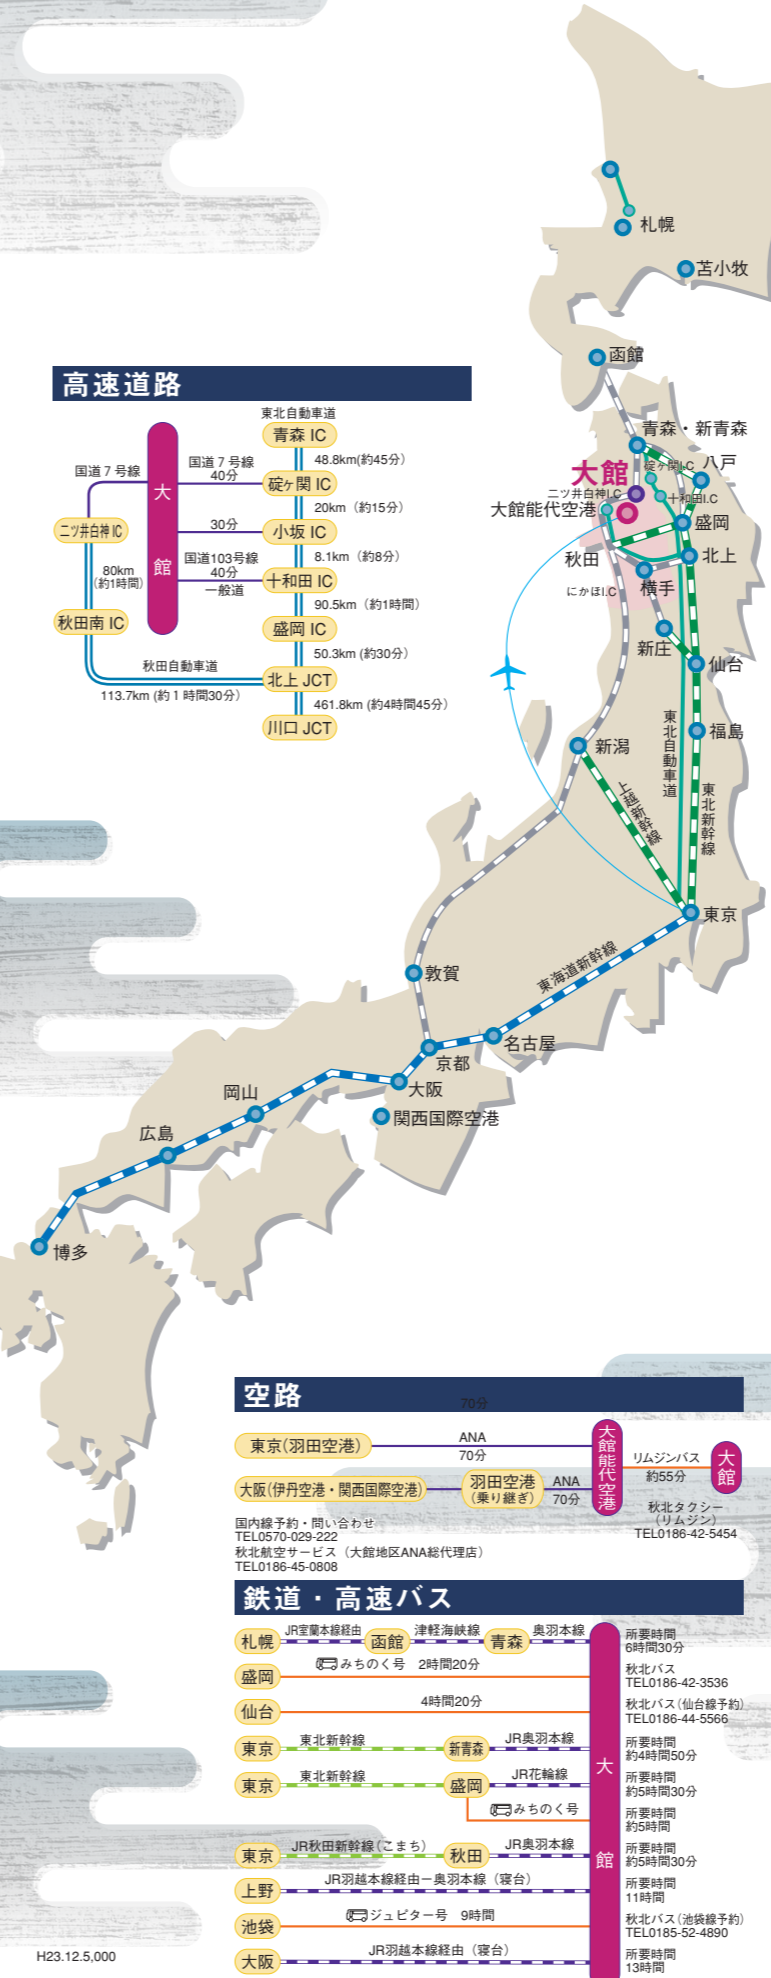 札幌
苫小牧
函館
青森・新青森
碇ヶ関I.C
八戸
大館
二ツ井白神I.C
十和田I.C
大館能代空港
盛岡
秋田
北上
横手
にかほI.C
新庄
仙台
東北自動車道
福島
新潟
上越新幹線
東北新幹線
東京
敦賀
東海道新幹線
名古屋
京都
大阪
関西国際空港
岡山
広島
博多
高速道路
東北自動車道
青森 IC
国道７号線
国道７号線
40分
48.8km(約45分)
碇ヶ関 IC
大館
20km（約15分）
二ツ井白神 IC
30分
小坂 IC
80km
(約1時間)
国道103号線
40分
一般道
8.1km（約8分）
十和田 IC
90.5km（約1時間）
秋田南 IC
盛岡 IC
50.3km (約30分)
秋田自動車道
北上 JCT
113.7km (約１時間30分)
461.8km (約4時間45分)
川口 JCT
空路
70分
東京(羽田空港)
ANA
70分
大館能代空港
リムジンバス
約55分
大館
大阪(伊丹空港・関西国際空港)
羽田空港
(乗り継ぎ)
ANA
70分
秋北タクシー
（リムジン）
TEL0186-42-5454
国内線予約・問い合わせ
TEL0570-029-222
秋北航空サービス（大館地区ANA総代理店）
TEL0186-45-0808
鉄道・高速バス
札幌
JR室蘭本線経由
函館
津軽海峡線
青森
奥羽本線
所要時間
6時間30分
盛岡
みちのく号 2時間20分
秋北バス
TEL0186-42-3536
仙台
4時間20分
秋北バス(仙台線予約)
TEL0186-44-5566
東京
東北新幹線
新青森
JR奥羽本線
所要時間
約4時間50分
大館
東京
東北新幹線
盛岡
JR花輪線
所要時間
約5時間30分
みちのく号
所要時間
約5時間
東京
JR秋田新幹線(こまち)
秋田
JR奥羽本線
所要時間
約5時間30分
上野
JR羽越本線経由ー奥羽本線（寝台）
所要時間
11時間
池袋
ジュピター号 9時間
秋北バス(池袋線予約)
TEL0185-52-4890
大阪
JR羽越本線経由（寝台）
所要時間
13時間
H23.12.5,000